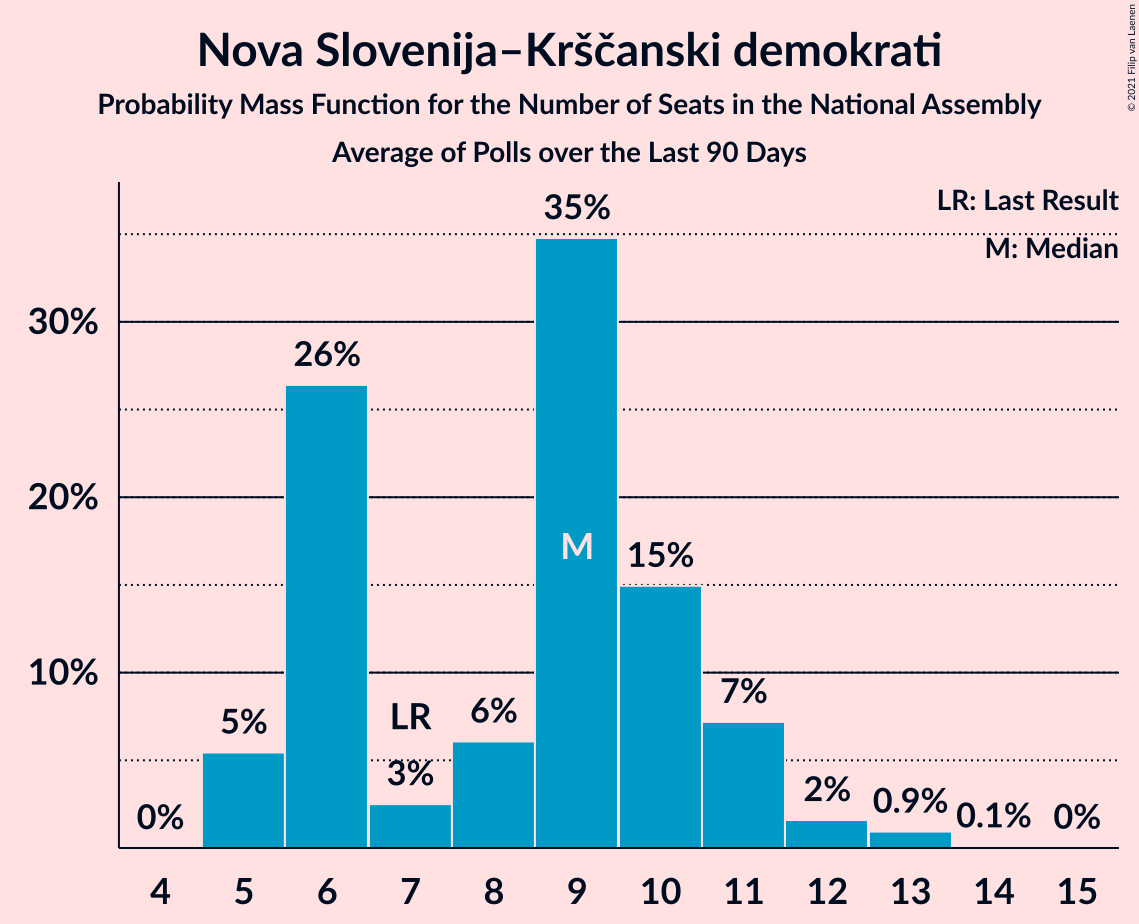 Nova Slovenija–Krščanski demokrati
Probability Mass Function for the Number of Seats in the National Assembly
Average of Polls over the Last 90 Days
© 2021 Filip van Laenen
LR: Last Result
M: Median
35%
30%
26%
20%
M
15%
10%
7%
LR
6%
5%
3%
2%
0.9%
0.1%
0%
0%
4 5 6 7 8 9 10 11 12 13 14 15